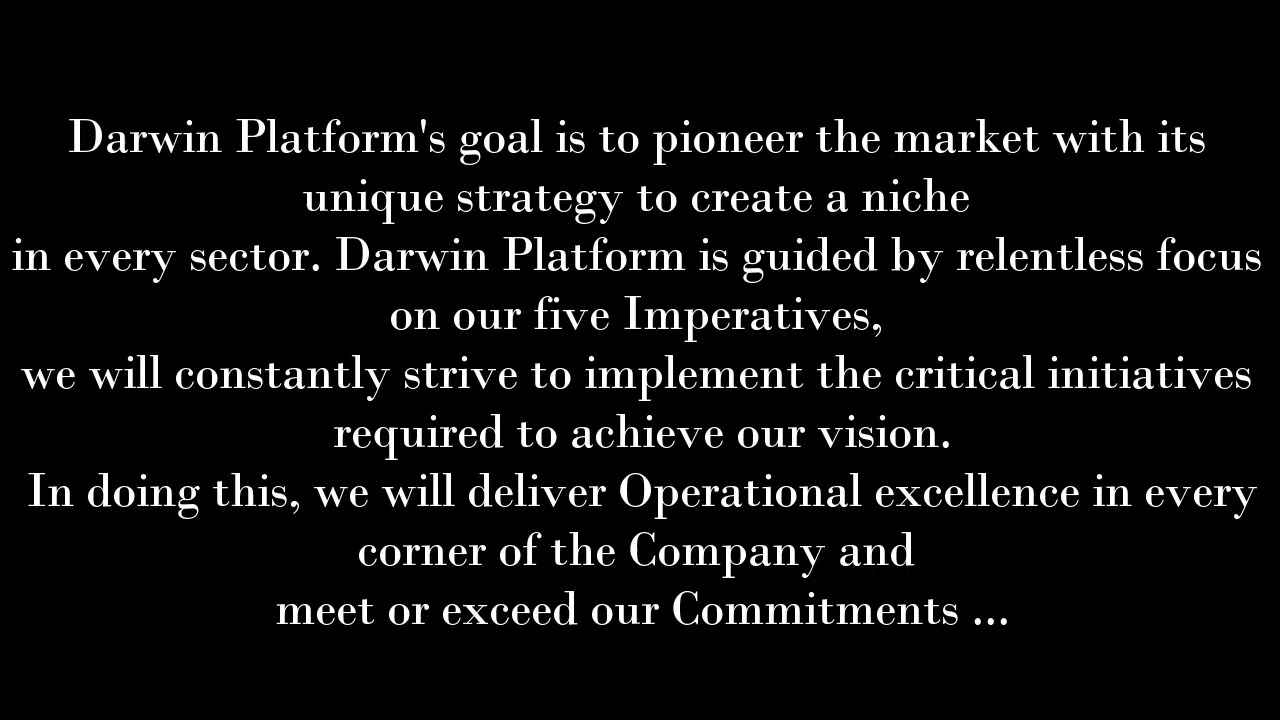 Darwin Platform's goal is to pioneer the market with its
unique strategy to create a niche
in every sector. Darwin Platform is guided by relentless focus
on our five Imperatives,
we will constantly strive to implement the critical initiatives
required to achieve our vision.
In doing this, we will deliver Operational excellence in every
corner of the Company and
meet or exceed our Commitments ...